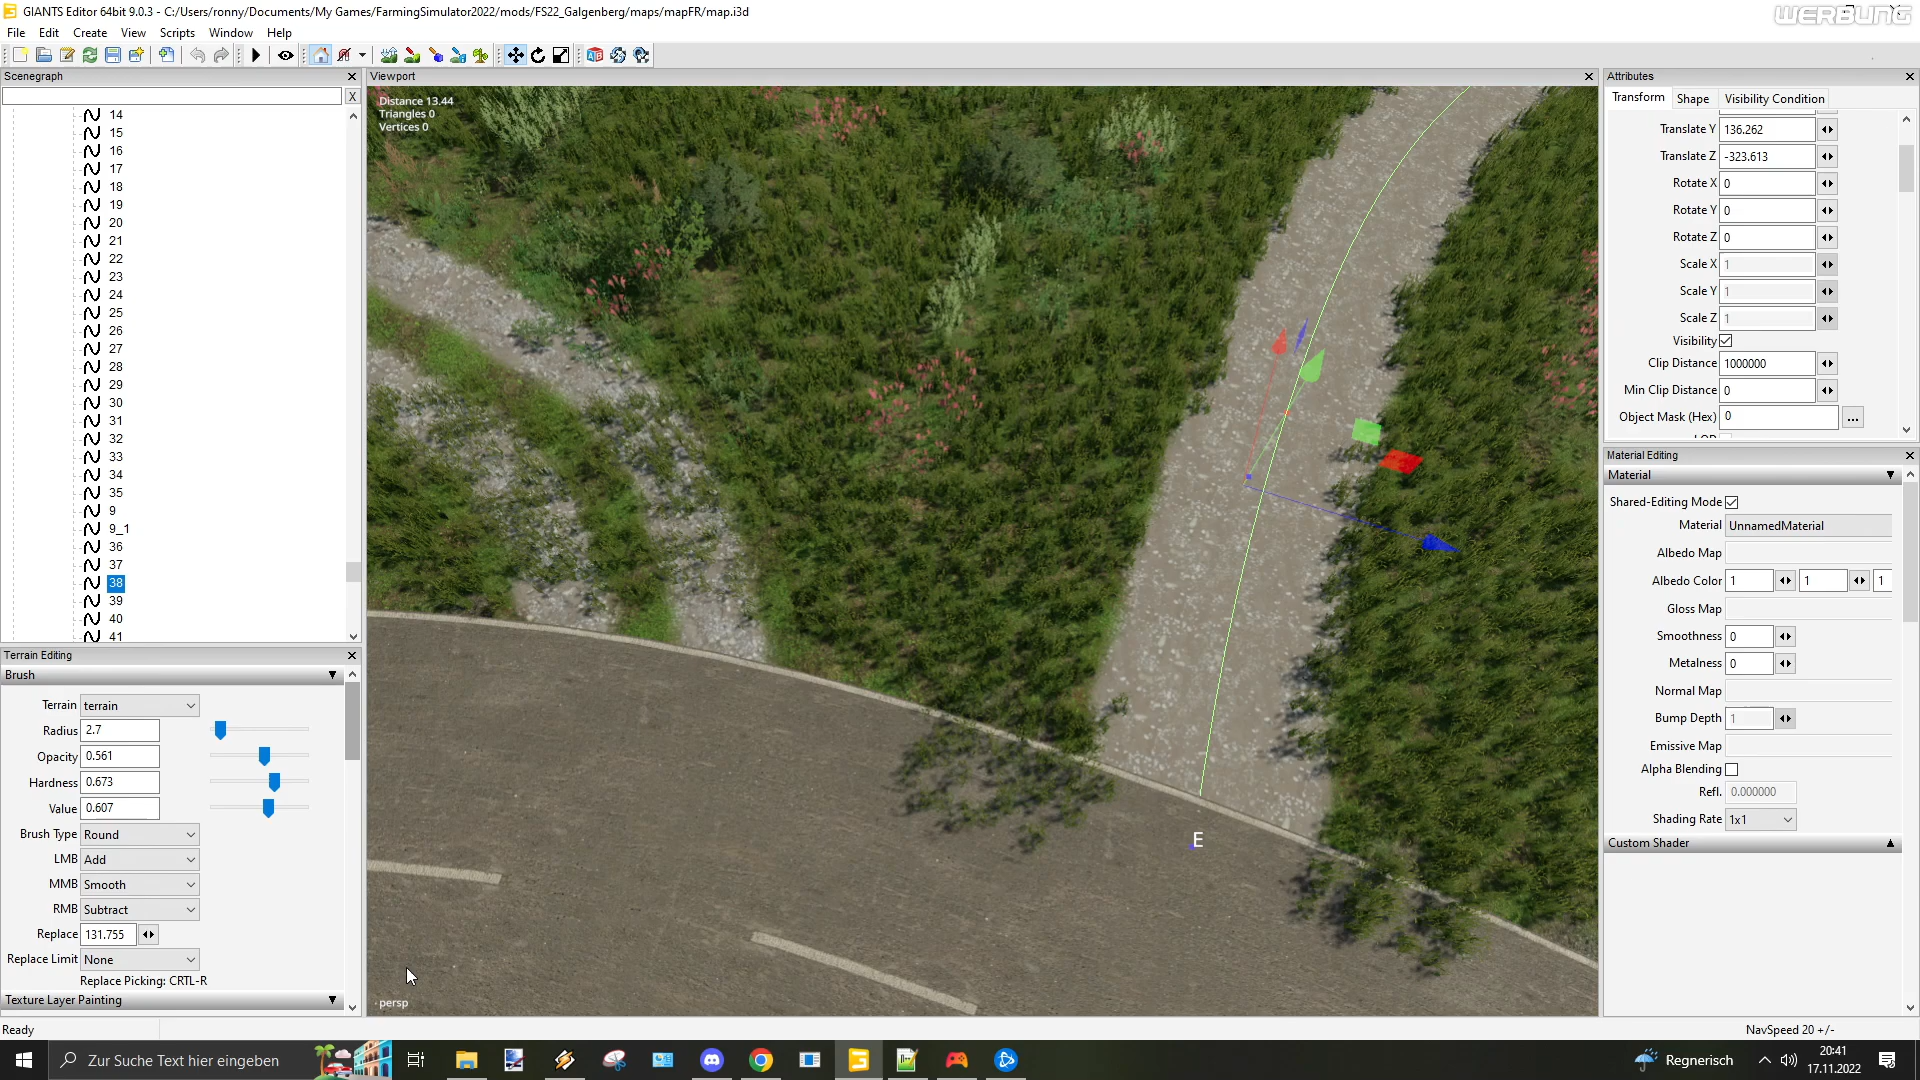 GIANTS Editor 64bit 9.0.3 - C:/Users/ronny/Documents/My Games/FarmingSimulator2022/mods/FS22_Galgenberg/maps/mapFR/map.i3d
WERBUNG
File Edit Create View Scripts Window Help
Scenegraph
X
14
15
16
17
18
19
20
21
22
23
24
25
26
27
28
29
30
31
32
33
34
35
9
9_1
36
37
38
39
40
41
Terrain Editing
Brush
Terrain terrain
Radius 2.7
Opacity 0.561
Hardness 0.673
Value 0.607
Brush Type Round
LMB Add
MMB Smooth
RMB Subtract
Replace 131.755
Replace Limit None
Replace Picking: CRTL-R
Texture Layer Painting
Ready
Viewport
Distance 13.44
Triangles 0
Vertices 0
E
persp
Attributes
Transform Shape Visibility Condition
Translate Y 136.262
Translate Z -323.613
Rotate X 0
Rotate Y 0
Rotate Z 0
Scale X 1
Scale Y 1
Scale Z 1
Visibility
Clip Distance 1000000
Min Clip Distance 0
Object Mask (Hex) 0 ...
Material Editing
Material
Shared-Editing Mode
Material UnnamedMaterial
Albedo Map
Albedo Color 1 1 1
Gloss Map
Smoothness 0
Metalness 0
Normal Map
Bump Depth 1
Emissive Map
Alpha Blending
Refl. 0.000000
Shading Rate 1x1
Custom Shader
NavSpeed 20 +/-
Zur Suche Text hier eingeben
Regnerisch
20:41
17.11.2022